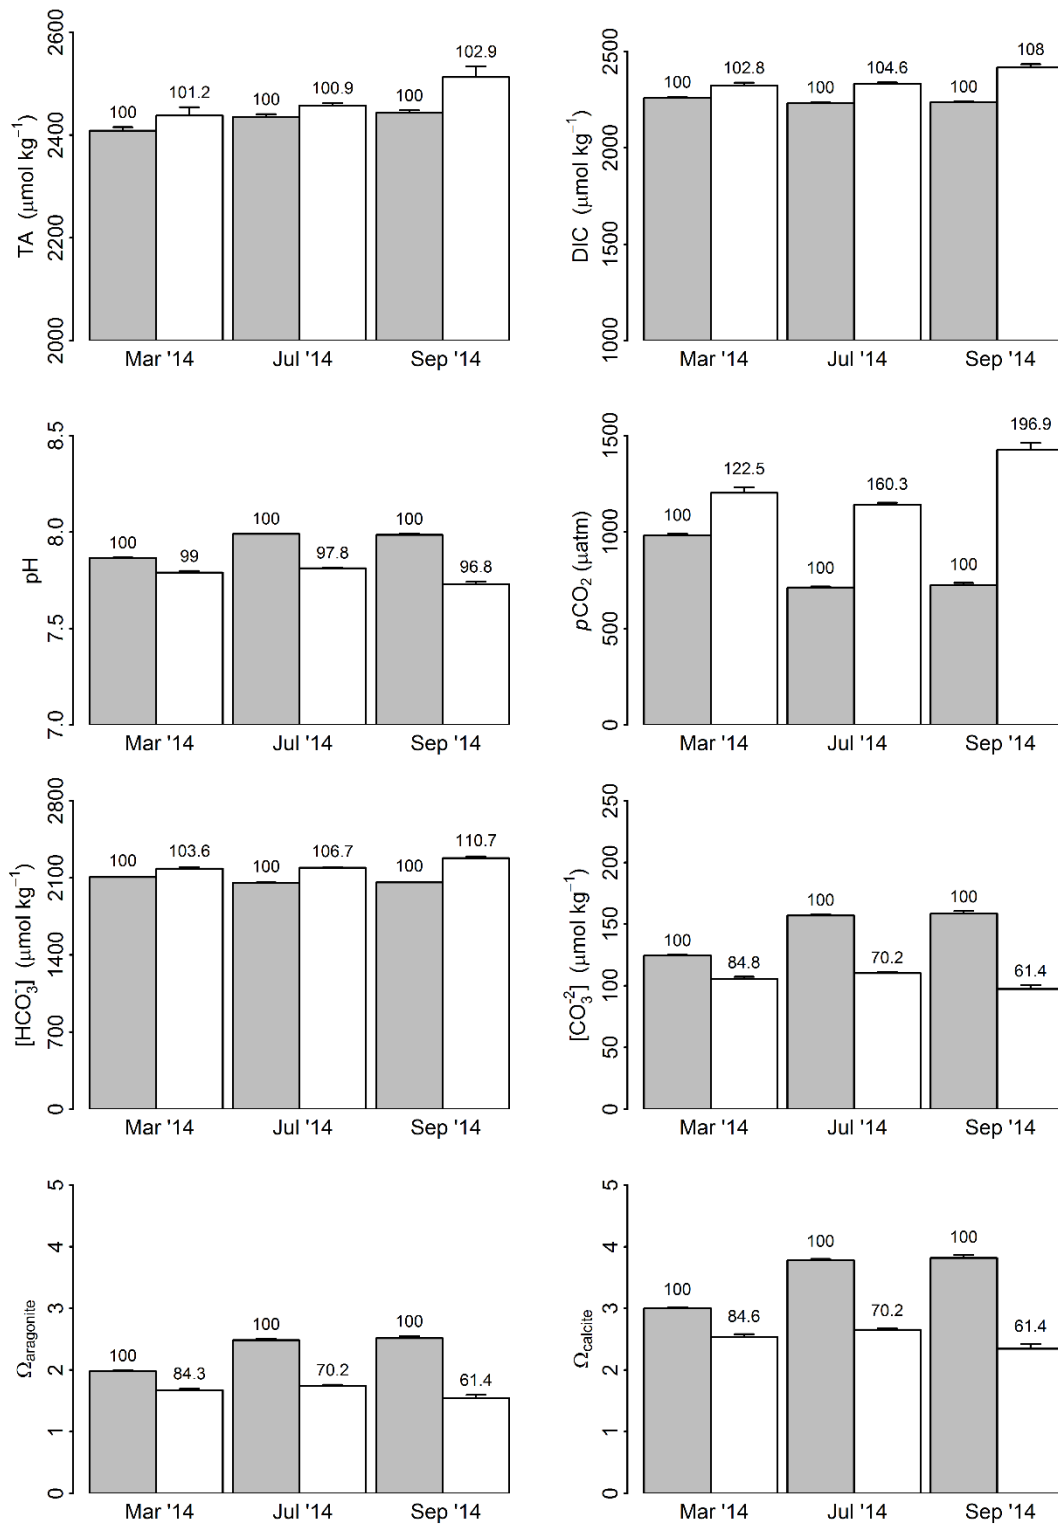 TA (μmol kg⁻¹)
2000 2200 2400 2600
100 101.2 100 100.9 100 102.9
Mar '14 Jul '14 Sep '14
DIC (μmol kg⁻¹)
1000 1500 2000 2500
100 102.8 100 104.6 100 108
Mar '14 Jul '14 Sep '14
pH
7.0 7.5 8.0 8.5
100 99 100 97.8 100 96.8
Mar '14 Jul '14 Sep '14
pCO₂ (μatm)
0 500 1000 1500
100 122.5 100 160.3 100 196.9
Mar '14 Jul '14 Sep '14
[HCO₃⁻] (μmol kg⁻¹)
0 700 1400 2100 2800
100 103.6 100 106.7 100 110.7
Mar '14 Jul '14 Sep '14
[CO₃⁻²] (μmol kg⁻¹)
0 50 100 150 200 250
100 84.8 100 70.2 100 61.4
Mar '14 Jul '14 Sep '14
Ωaragonite
0 1 2 3 4 5
100 84.3 100 70.2 100 61.4
Mar '14 Jul '14 Sep '14
Ωcalcite
0 1 2 3 4 5
100 84.6 100 70.2 100 61.4
Mar '14 Jul '14 Sep '14